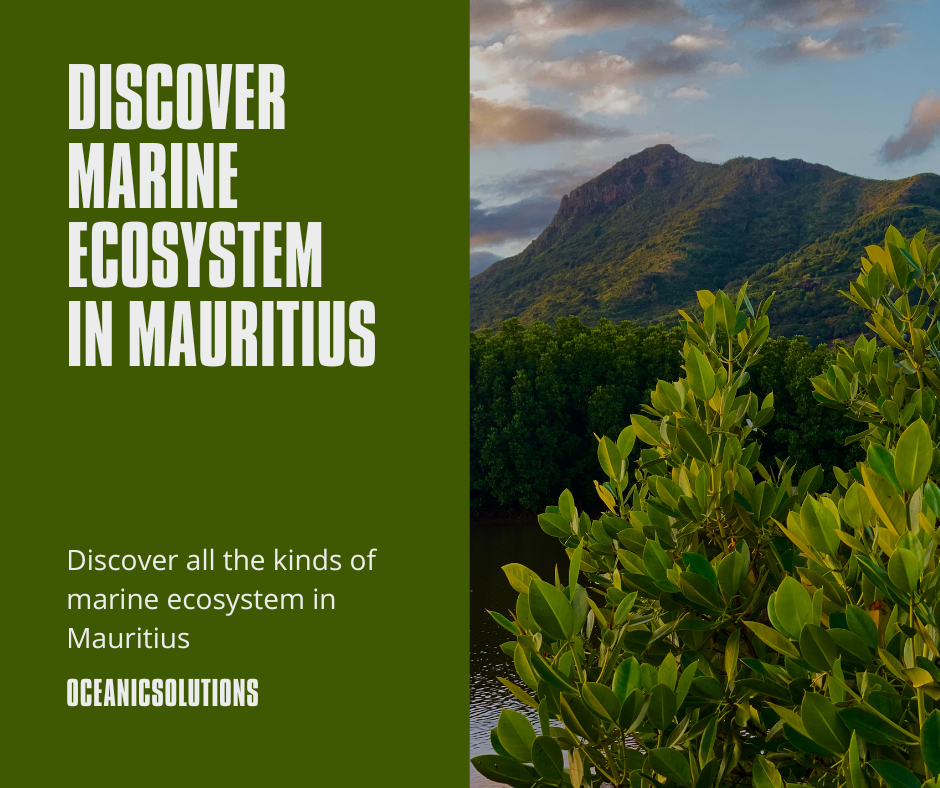 DISCOVER
MARINE
ECOSYSTEM
IN MAURITIUS
Discover all the kinds of
marine ecosystem in
Mauritius
OCEANICSOLUTIONS